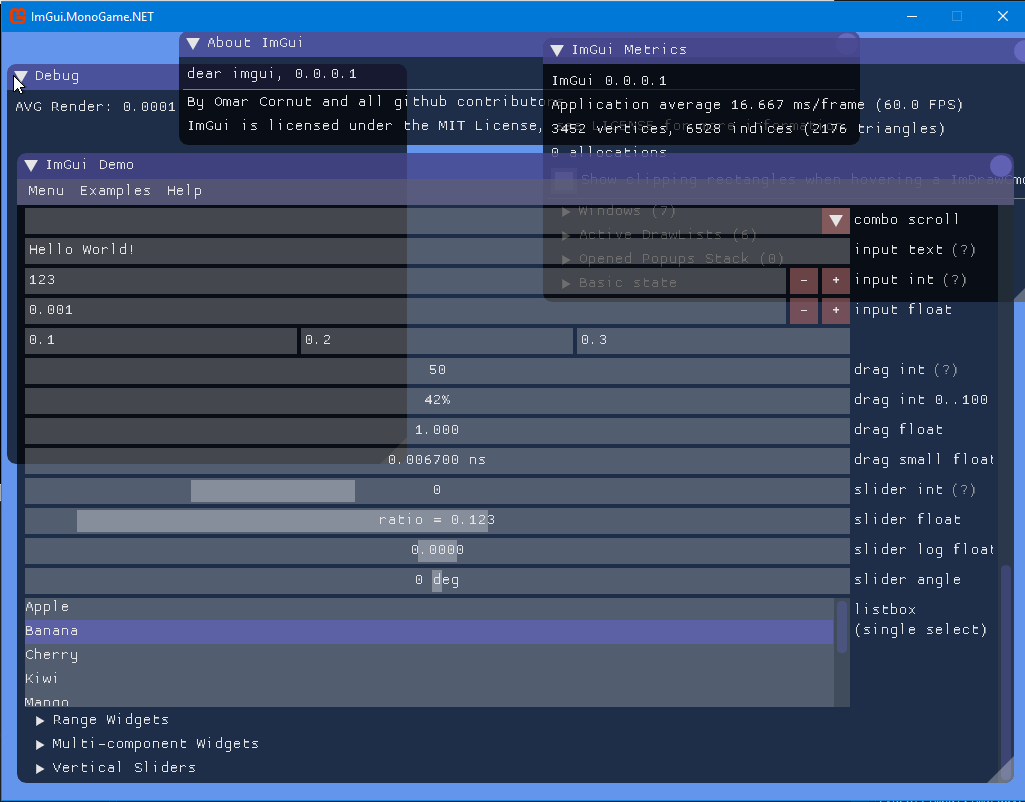 ImGui.MonoGame.NET
About ImGui
dear imgui, 0.0.0.1
By Omar Cornut and all github contributors
ImGui is licensed under the MIT License, see LICENSE for more information.
ImGui Metrics
ImGui 0.0.0.1
Application average 16.667 ms/frame (60.0 FPS)
3452 vertices, 6528 indices (2176 triangles)
0 allocations
Show clipping rectangles when hovering a ImDrawCmd
Windows (7)
Active DrawLists (6)
Opened Popups Stack (0)
Basic state
Debug
AVG Render: 0.0001
ImGui Demo
Menu Examples Help
combo scroll
Hello World! input text (?)
123 - + input int (?)
0.001 - + input float
0.1 0.2 0.3
50 drag int (?)
42% drag int 0..100
1.000 drag float
0.006700 ns drag small float
0 slider int (?)
ratio = 0.123 slider float
0.0000 slider log float
0 deg slider angle
Apple listbox
Banana (single select)
Cherry
Kiwi
Mango
Range Widgets
Multi-component Widgets
Vertical Sliders